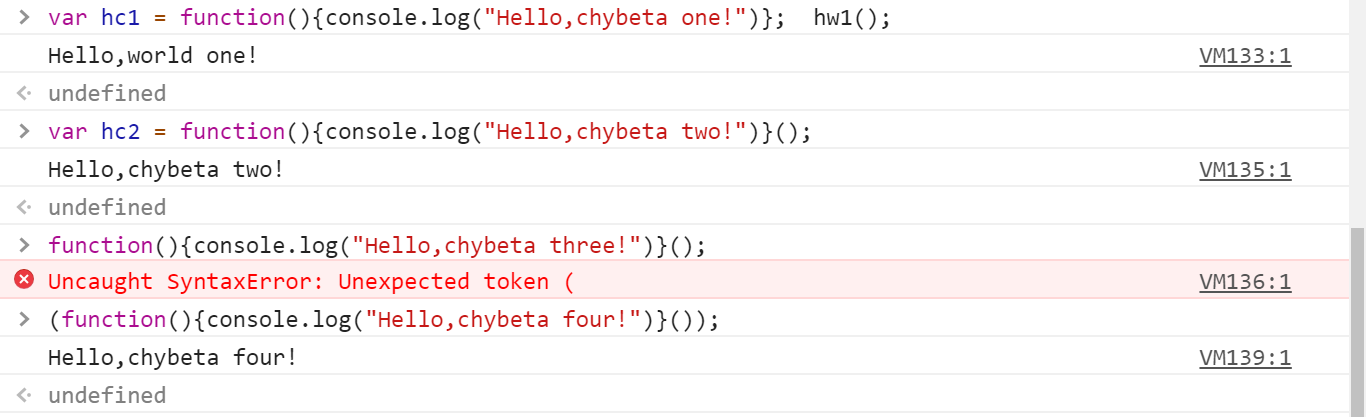 > var hc1 = function(){console.log("Hello,chybeta one!")};  hw1();
Hello,world one! VM133:1
undefined
> var hc2 = function(){console.log("Hello,chybeta two!")}();
Hello,chybeta two! VM135:1
undefined
> function(){console.log("Hello,chybeta three!")}();
Uncaught SyntaxError: Unexpected token ( VM136:1
> (function(){console.log("Hello,chybeta four!")}());
Hello,chybeta four! VM139:1
undefined